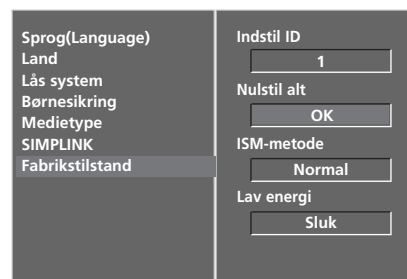 Sprog(Language)
Land
Lås system
Børnesikring
Medietype
SIMPLINK
Fabrikstilstand
Indstil ID
1
Nulstil alt
OK
ISM-metode
Normal
Lav energi
Sluk